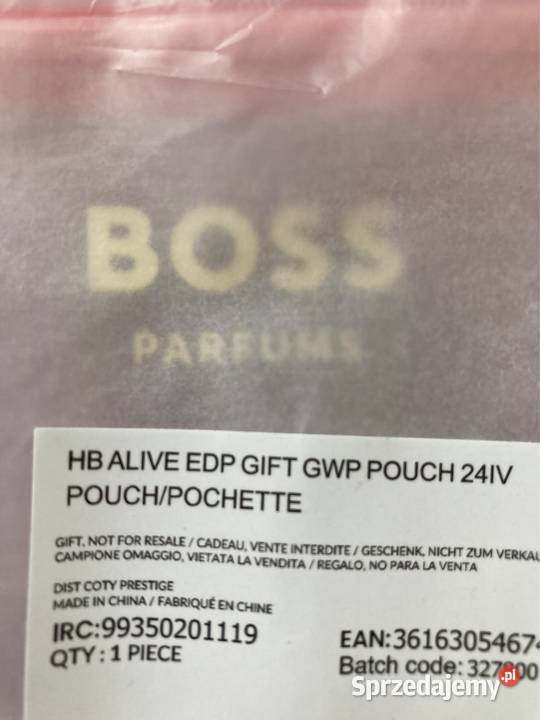 BOSS
PARFUMS
HB ALIVE EDP GIFT GWP POUCH 24IV
POUCH/POCHETTE
GIFT, NOT FOR RESALE / CADEAU, VENTE INTERDITE / GESCHENK, NICHT ZUM VERKAU
CAMPIONE OMAGGIO, VIETATA LA VENDITA / REGALO, NO PARA LA VENTA
DIST COTY PRESTIGE
MADE IN CHINA / FABRIQUÉ EN CHINE
IRC:99350201119
EAN:36163054674
QTY: 1 PIECE
Batch code:
Sprzedajemy.pl